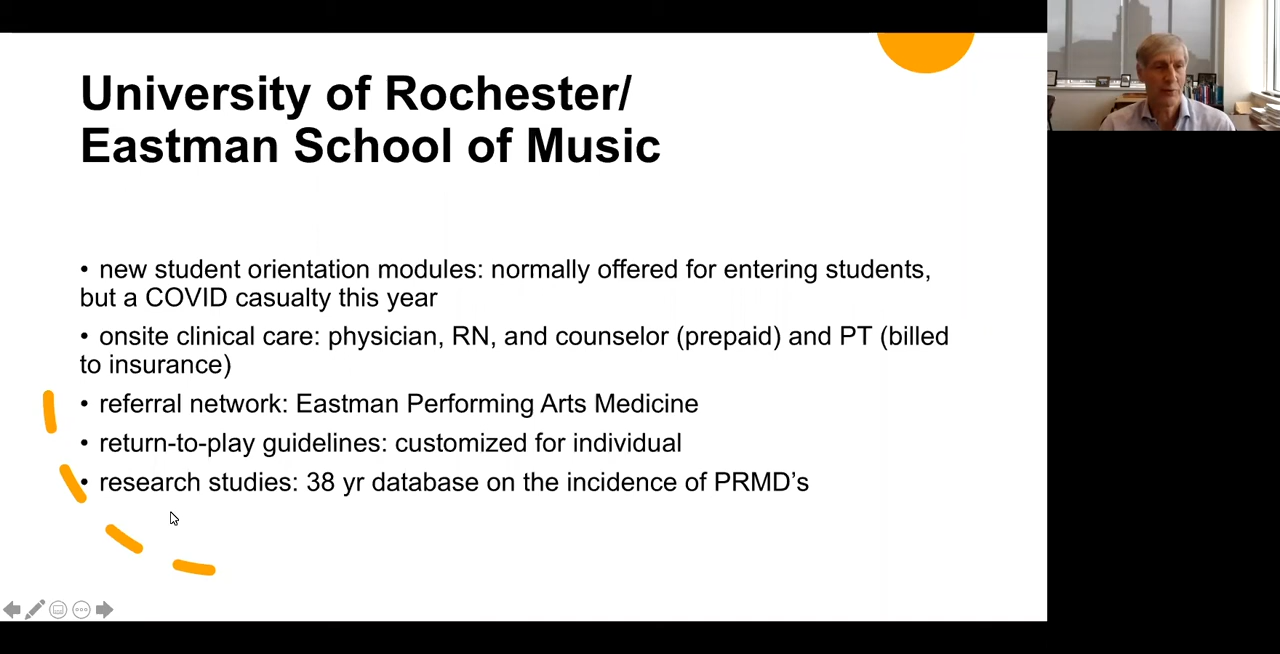 University of Rochester/
Eastman School of Music
• new student orientation modules: normally offered for entering students,
but a COVID casualty this year
• onsite clinical care: physician, RN, and counselor (prepaid) and PT (billed
to insurance)
• referral network: Eastman Performing Arts Medicine
• return-to-play guidelines: customized for individual
• research studies: 38 yr database on the incidence of PRMD’s